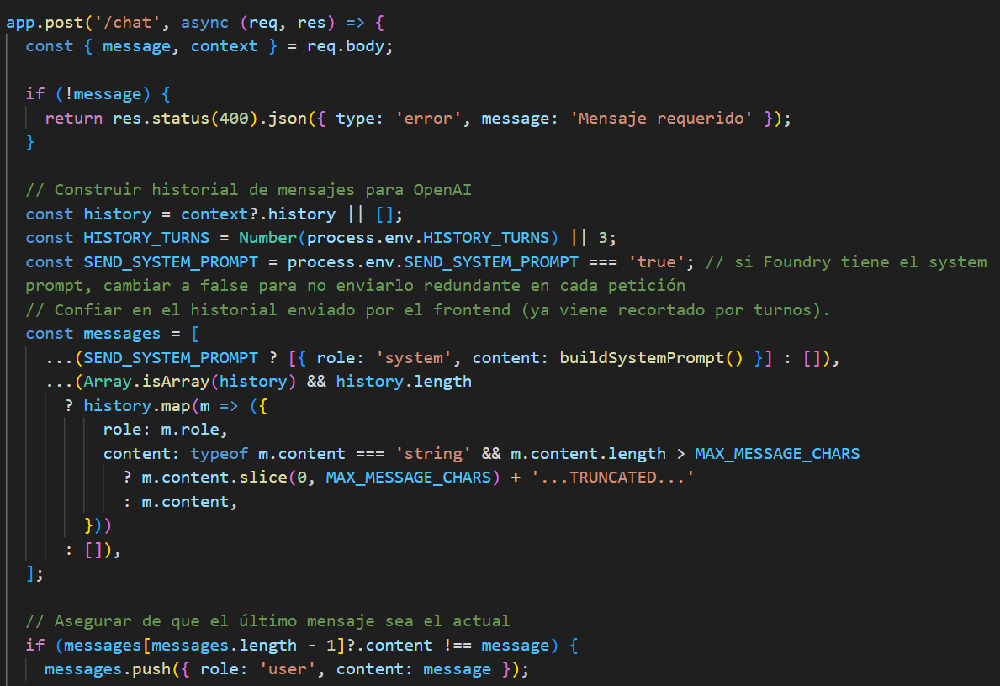 app.post('/chat', async (req, res) => {
  const { message, context } = req.body;

  if (!message) {
    return res.status(400).json({ type: 'error', message: 'Mensaje requerido' });
  }

  // Construir historial de mensajes para OpenAI
  const history = context?.history || [];
  const HISTORY_TURNS = Number(process.env.HISTORY_TURNS) || 3;
  const SEND_SYSTEM_PROMPT = process.env.SEND_SYSTEM_PROMPT === 'true'; // si Foundry tiene el system
  prompt, cambiar a false para no enviarlo redundante en cada petición
  // Confiar en el historial enviado por el frontend (ya viene recortado por turnos).
  const messages = [
    ...(SEND_SYSTEM_PROMPT ? [{ role: 'system', content: buildSystemPrompt() }] : []),
    ...(Array.isArray(history) && history.length
      ? history.map(m => ({
          role: m.role,
          content: typeof m.content === 'string' && m.content.length > MAX_MESSAGE_CHARS
            ? m.content.slice(0, MAX_MESSAGE_CHARS) + '...TRUNCATED...'
            : m.content,
        }))
      : []),
  ];

  // Asegurar de que el último mensaje sea el actual
  if (messages[messages.length - 1]?.content !== message) {
    messages.push({ role: 'user', content: message });